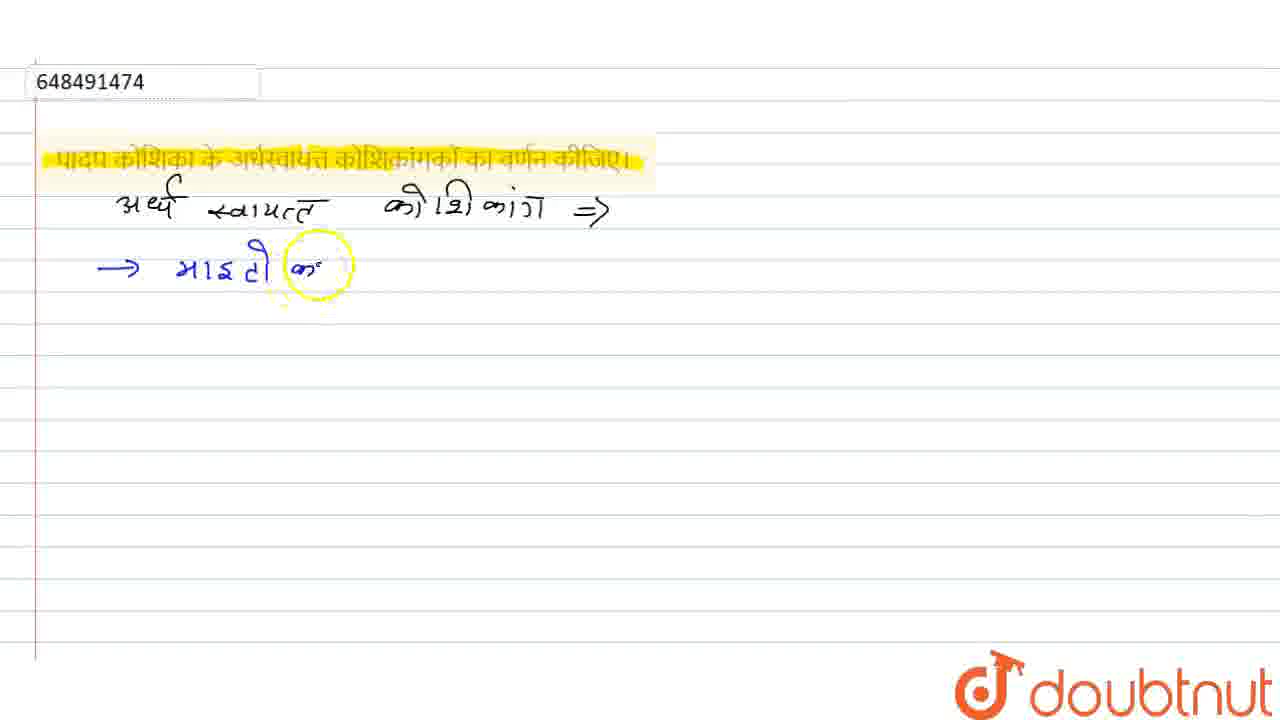 648491474
पादप कोशिका के अर्धस्वायत्त कोशिकांगकों का वर्णन कीजिए।
अर्ध स्वायत्त कोशिकांग ⇒
→ माइटो क
doubtnut